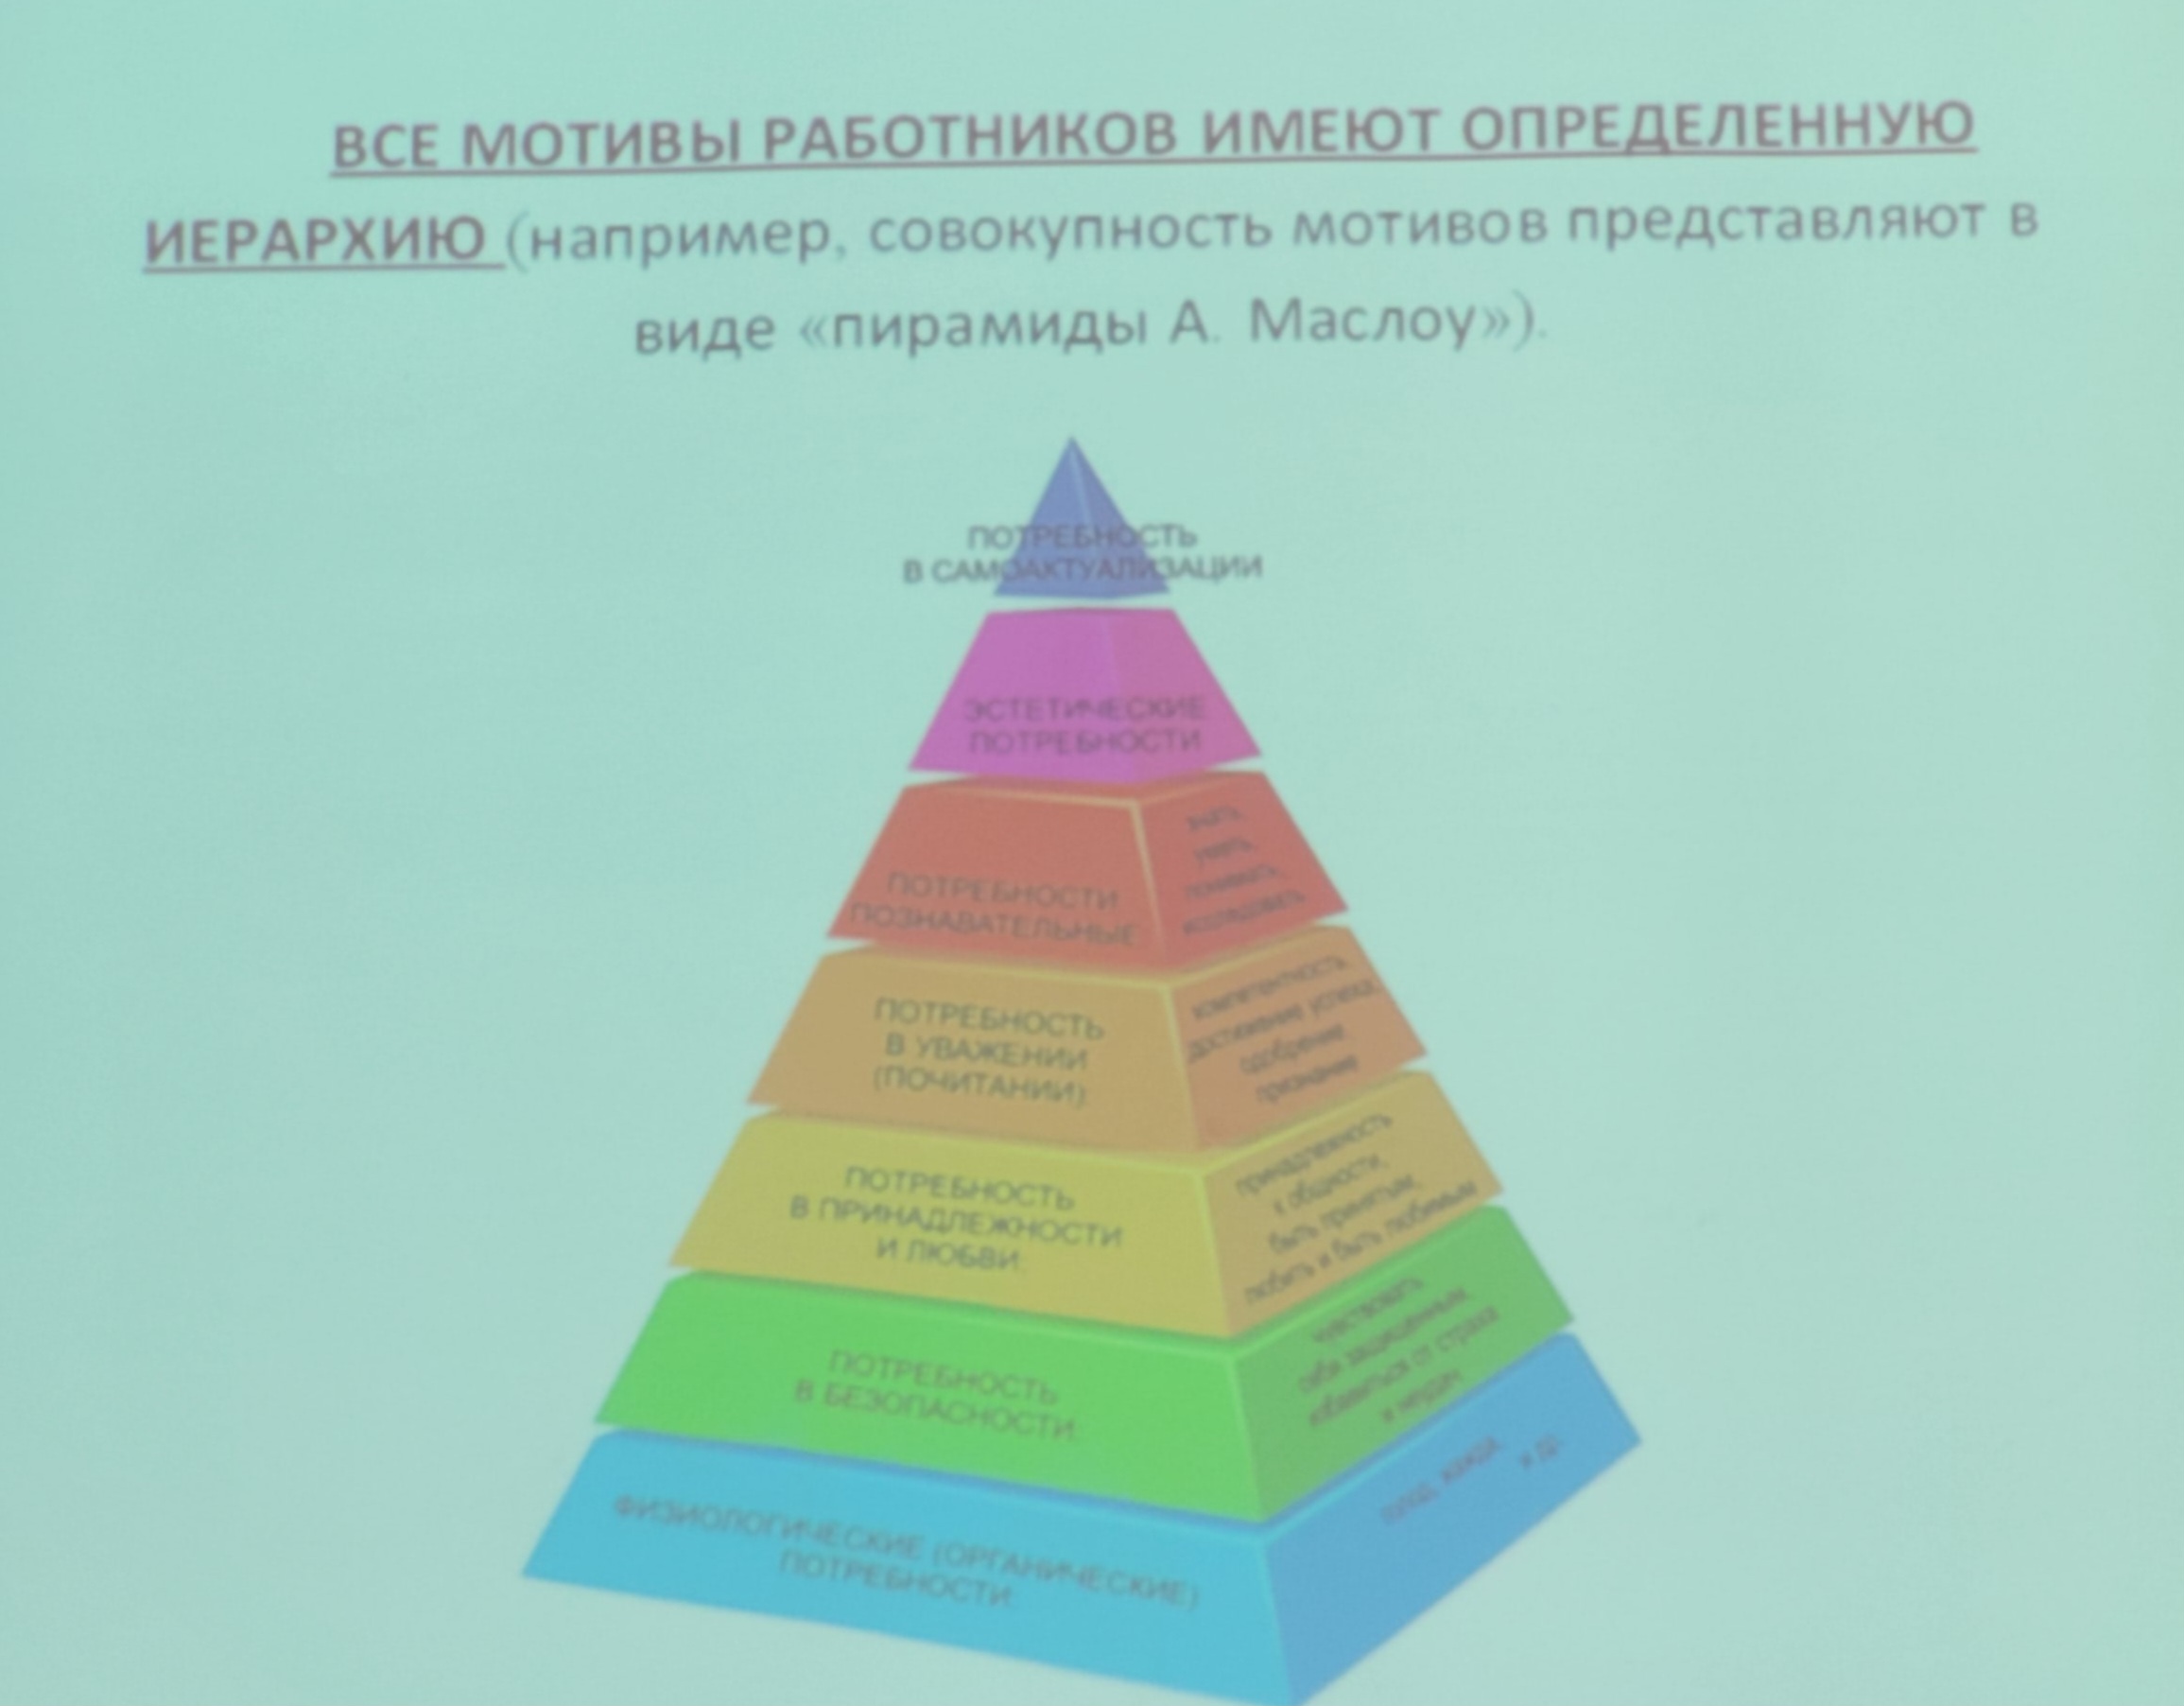 ВСЕ МОТИВЫ РАБОТНИКОВ ИМЕЮТ ОПРЕДЕЛЕННУЮ
ИЕРАРХИЮ (например, совокупность мотивов представляют в
виде «пирамиды А. Маслоу»).
ПОТРЕБНОСТЬ
В САМОАКТУАЛИЗАЦИИ
ЭСТЕТИЧЕСКИЕ
ПОТРЕБНОСТИ
ПОТРЕБНОСТИ
ПОЗНАВАТЕЛЬНЫЕ
знать,
уметь,
понимать,
исследовать
ПОТРЕБНОСТЬ
В УВАЖЕНИИ
(ПОЧИТАНИИ)
компетентность,
достижение успеха,
одобрение,
признание
ПОТРЕБНОСТЬ
В ПРИНАДЛЕЖНОСТИ
И ЛЮБВИ:
принадлежность
к общности,
быть принятым,
любить и быть любимым
ПОТРЕБНОСТЬ
В БЕЗОПАСНОСТИ:
чувствовать
себя защищённым,
избавиться от страха
и неудач
ФИЗИОЛОГИЧЕСКИЕ (ОРГАНИЧЕСКИЕ)
ПОТРЕБНОСТИ:
голод, жажда
и др.